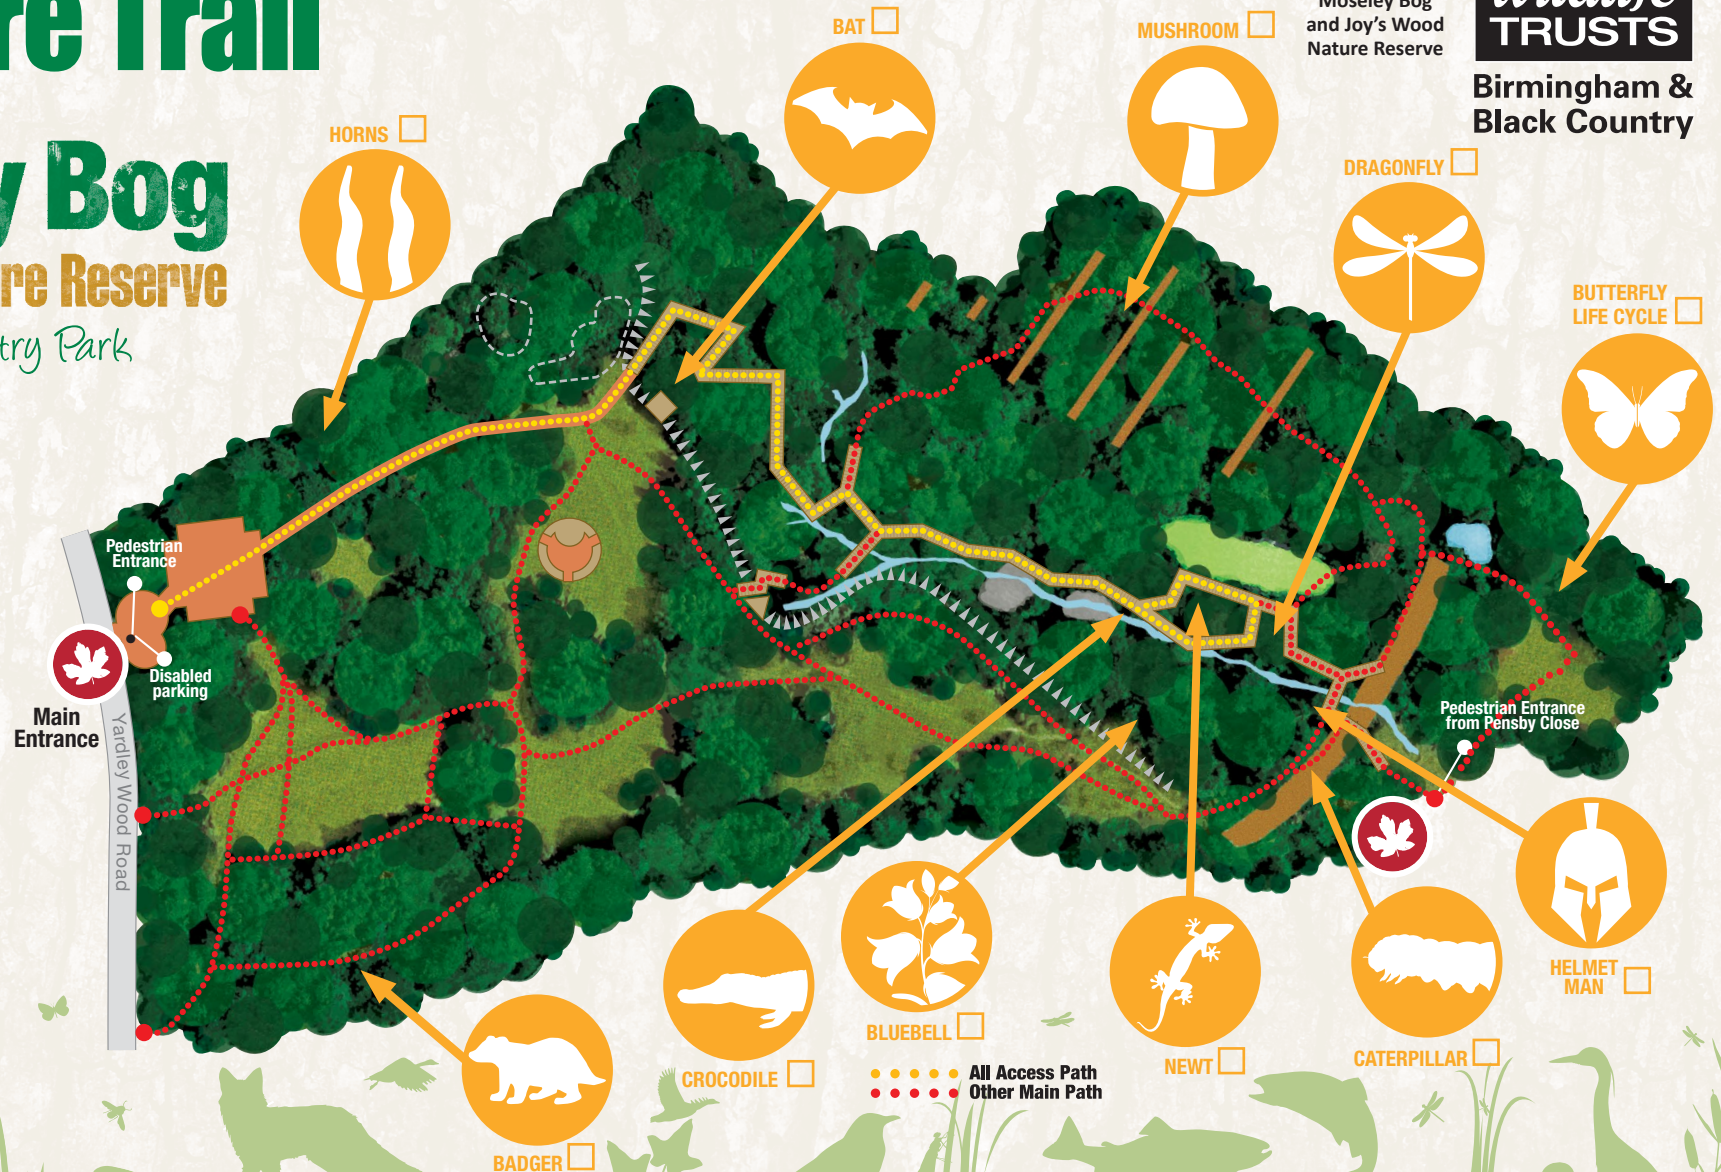 re Trail
y Bog
re Reserve
try Park
HORNS
BAT
MUSHROOM
Moseley Bog
and Joy's Wood
Nature Reserve
wildlife
TRUSTS
Birmingham &
Black Country
DRAGONFLY
BUTTERFLY
LIFE CYCLE
Pedestrian
Entrance
Disabled
parking
Main
Entrance
Yardley Wood Road
Pedestrian Entrance
from Pensby Close
HELMET
MAN
CATERPILLAR
NEWT
BLUEBELL
CROCODILE
BADGER
All Access Path
Other Main Path